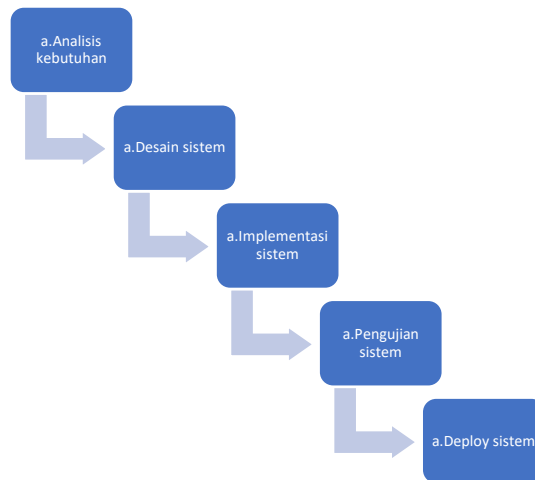 a.Analisis
kebutuhan
a.Desain sistem
a.Implementasi
sistem
a.Pengujian
sistem
a.Deploy sistem